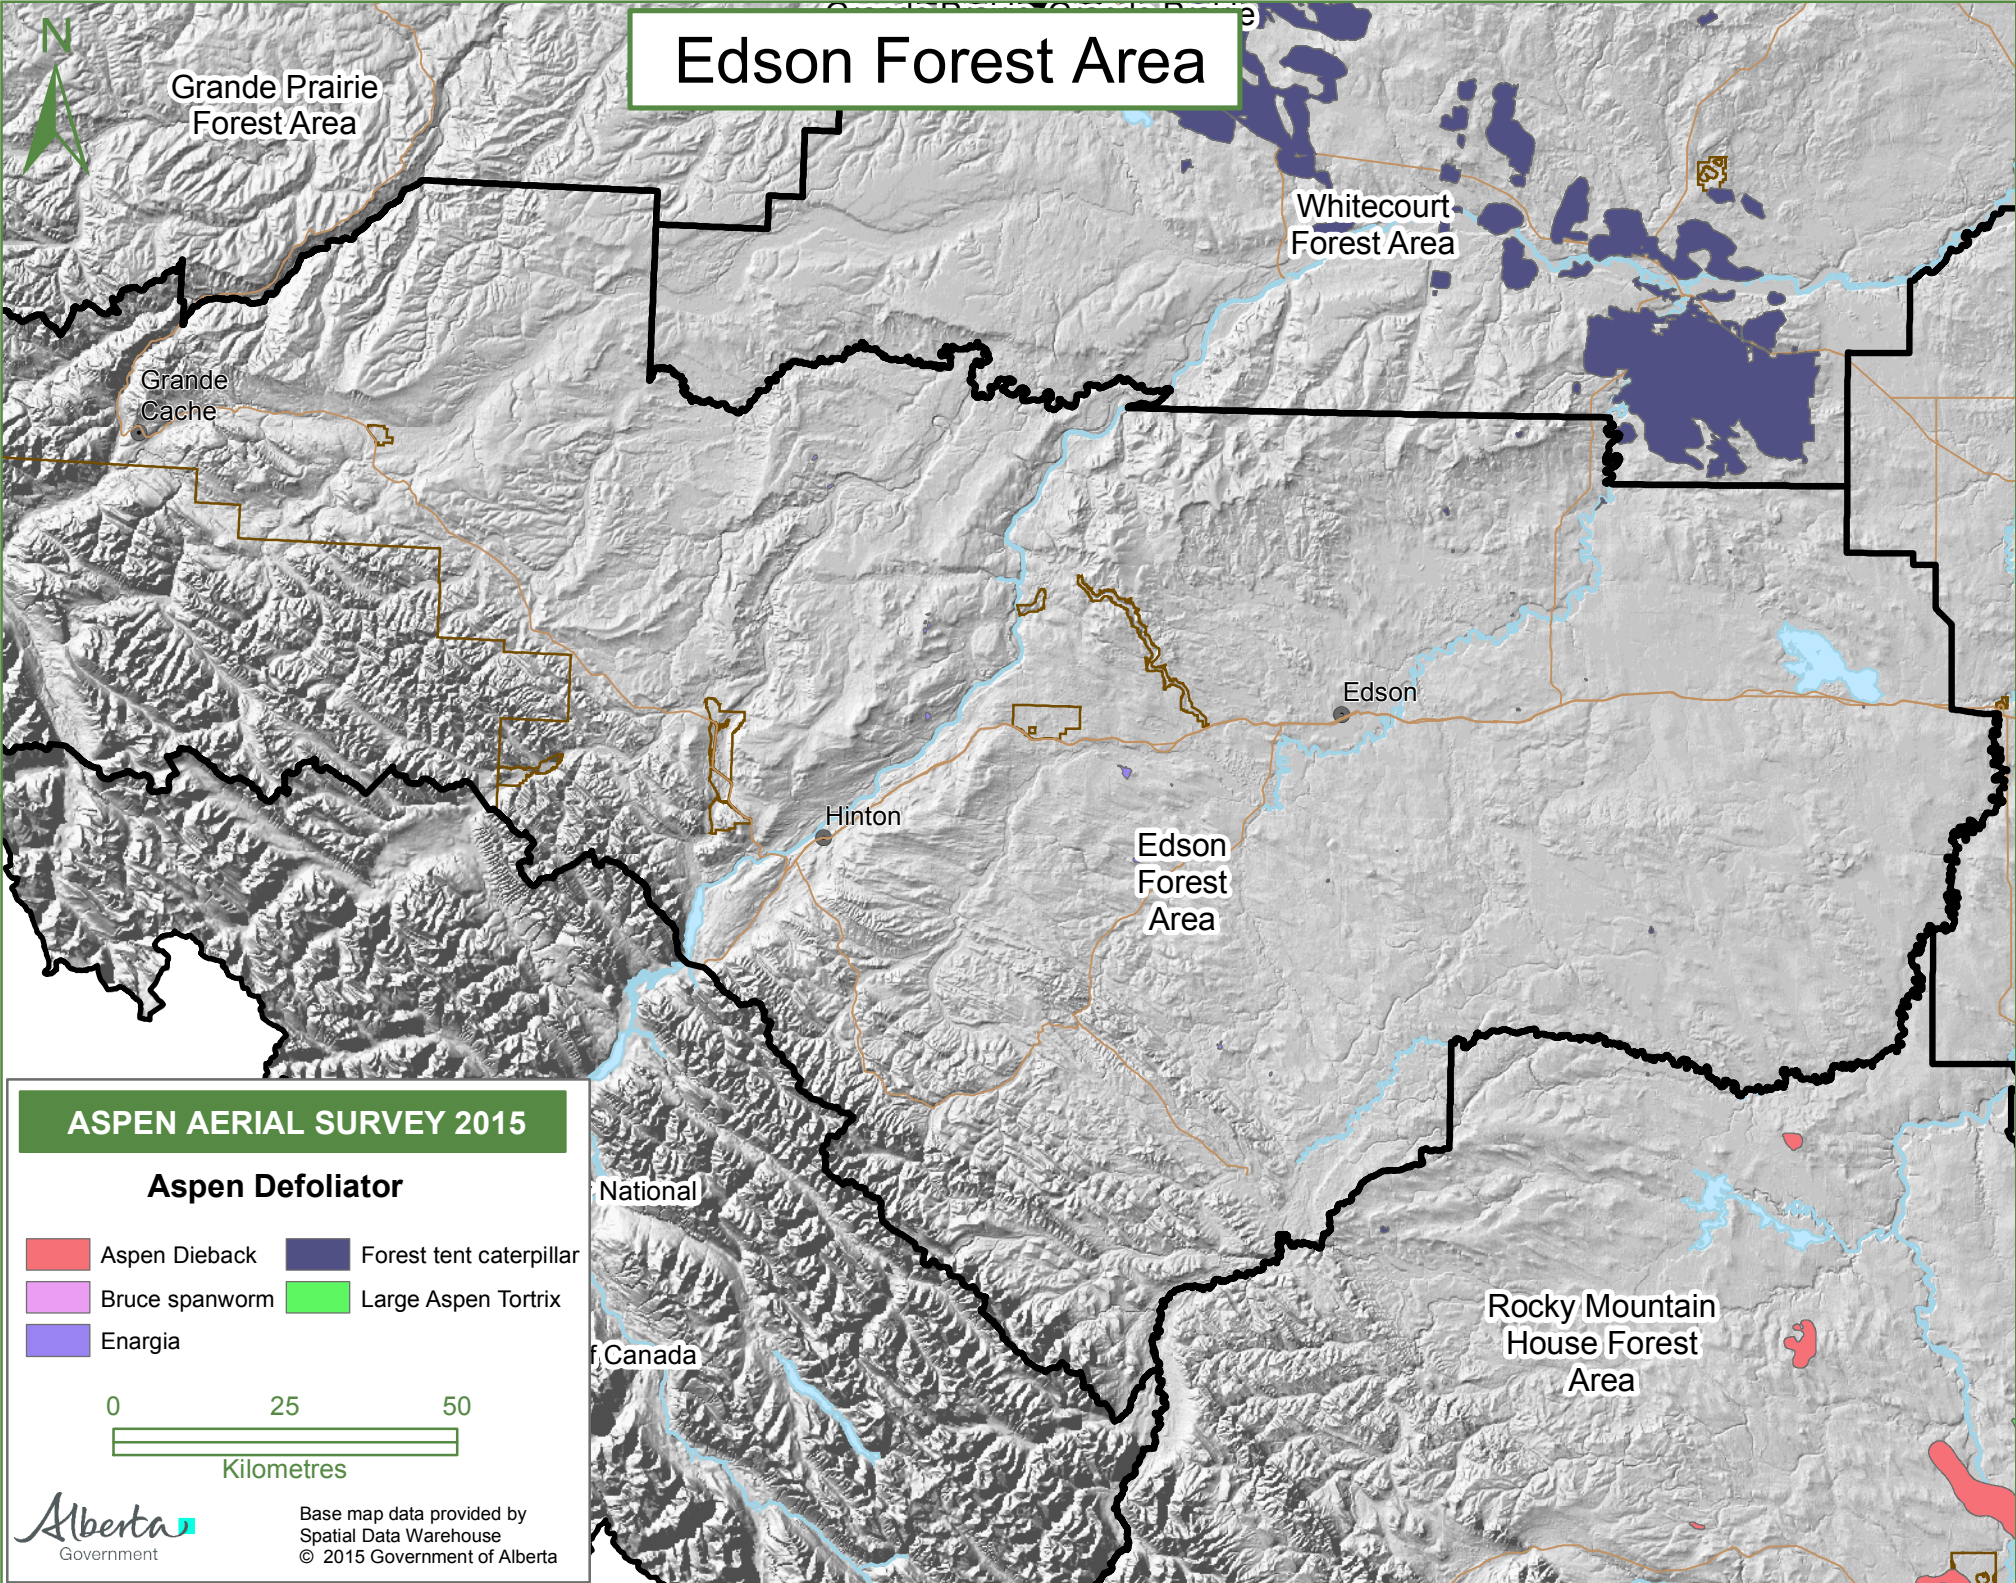 Edson Forest Area
N
Grande Prairie
Forest Area
Whitecourt
Forest Area
Grande
Cache
Edson
Hinton
Edson
Forest
Area
National
f Canada
Rocky Mountain
House Forest
Area
ASPEN AERIAL SURVEY 2015
Aspen Defoliator
Aspen Dieback
Forest tent caterpillar
Bruce spanworm
Large Aspen Tortrix
Enargia
0 25 50
Kilometres
Alberta
Government
Base map data provided by
Spatial Data Warehouse
© 2015 Government of Alberta